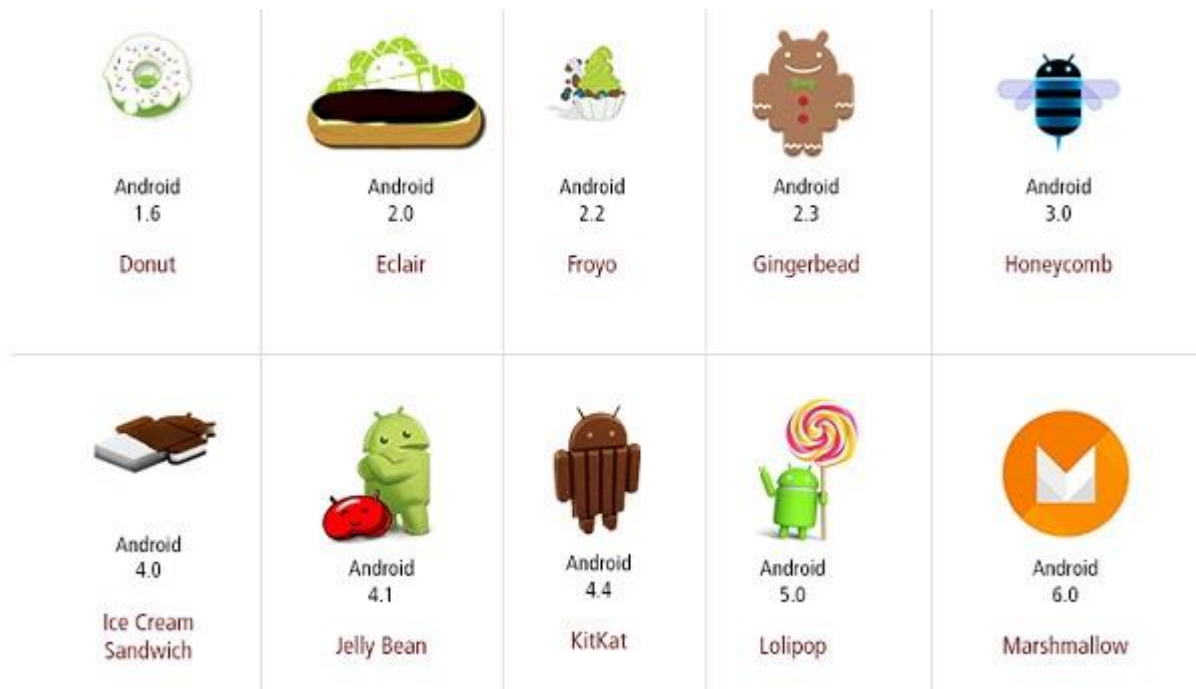 Android
1.6
Donut
Android
2.0
Eclair
Android
2.2
Froyo
Android
2.3
Gingerbead
Android
3.0
Honeycomb
Android
4.0
Ice Cream
Sandwich
Android
4.1
Jelly Bean
Android
4.4
KitKat
Android
5.0
Lolipop
Android
6.0
Marshmallow